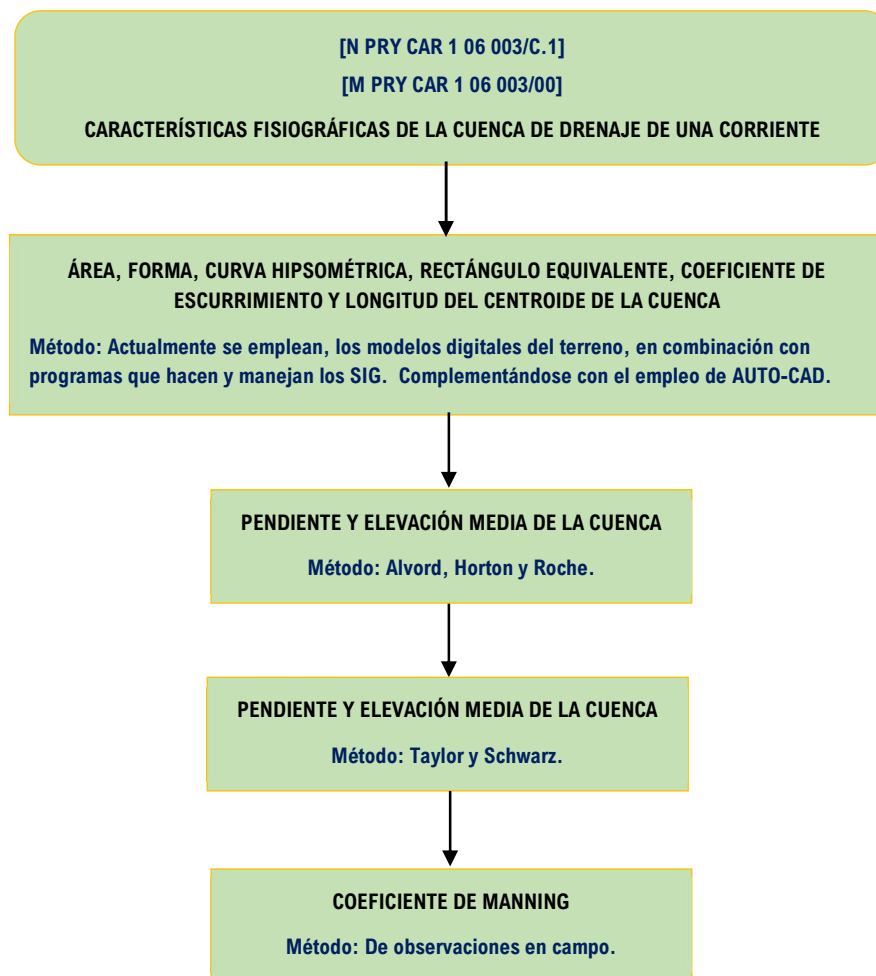 [N PRY CAR 1 06 003/C.1]
[M PRY CAR 1 06 003/00]
CARACTERÍSTICAS FISIOGRÁFICAS DE LA CUENCA DE DRENAJE DE UNA CORRIENTE
ÁREA, FORMA, CURVA HIPSOMÉTRICA, RECTÁNGULO EQUIVALENTE, COEFICIENTE DE
ESCURRIMIENTO Y LONGITUD DEL CENTROIDE DE LA CUENCA
Método: Actualmente se emplean, los modelos digitales del terreno, en combinación con
programas que hacen y manejan los SIG. Complementándose con el empleo de AUTO-CAD.
PENDIENTE Y ELEVACIÓN MEDIA DE LA CUENCA
Método: Alvord, Horton y Roche.
PENDIENTE Y ELEVACIÓN MEDIA DE LA CUENCA
Método: Taylor y Schwarz.
COEFICIENTE DE MANNING
Método: De observaciones en campo.